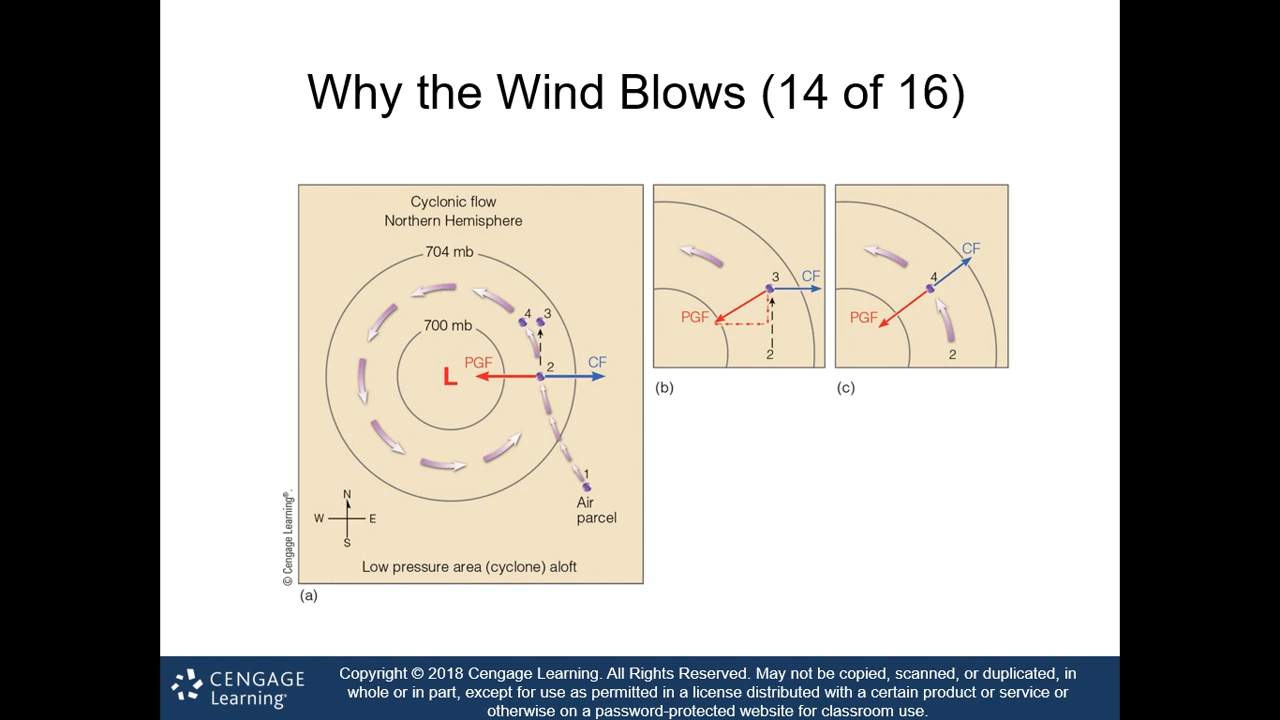 Why the Wind Blows (14 of 16)
Cyclonic flow
Northern Hemisphere
704 mb
700 mb
4
3
PGF
2
CF
L
1
Air
parcel
N
W
E
S
Low pressure area (cyclone) aloft
© Cengage Learning®.
(a)
3
CF
PGF
2
(b)
CF
4
PGF
2
(c)
CENGAGE
Learning®
Copyright © 2018 Cengage Learning. All Rights Reserved. May not be copied, scanned, or duplicated, in
whole or in part, except for use as permitted in a license distributed with a certain product or service or
otherwise on a password-protected website for classroom use.